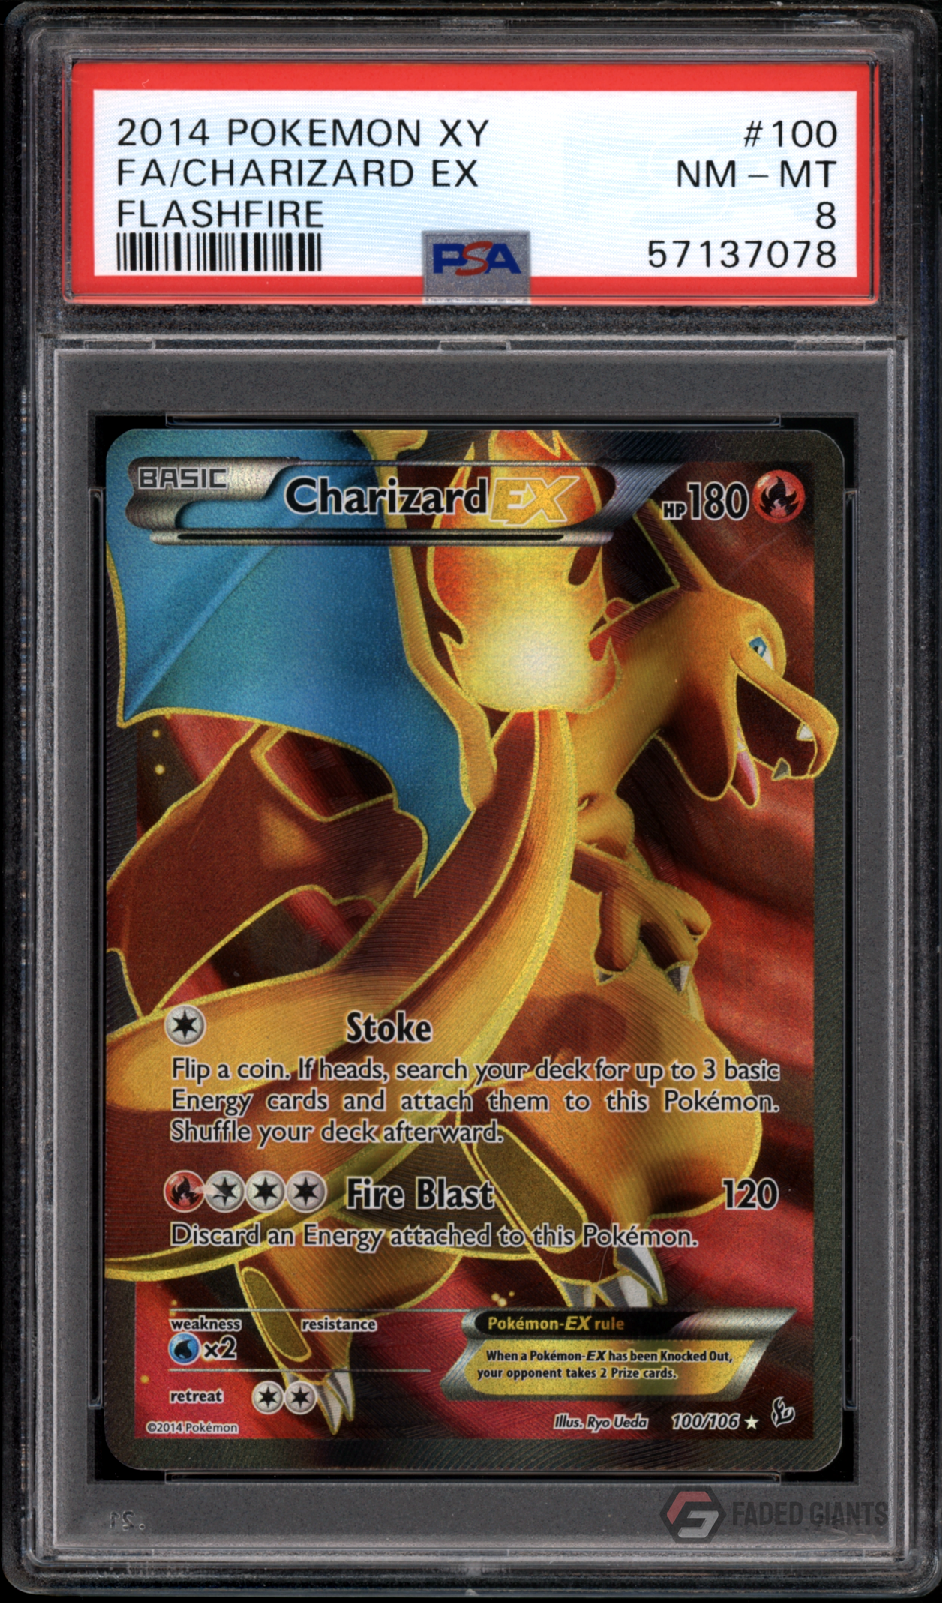 2014 POKEMON XY #100
FA/CHARIZARD EX NM - MT
FLASHFIRE 8
PSA 57137078
BASIC Charizard EX HP180
Stoke
Flip a coin. If heads, search your deck for up to 3 basic
Energy cards and attach them to this Pokémon.
Shuffle your deck afterward.
Fire Blast 120
Discard an Energy attached to this Pokémon.
weakness resistance
×2
retreat
Pokémon-EX rule
When a Pokémon-EX has been Knocked Out,
your opponent takes 2 Prize cards.
©2014 Pokémon Illus. Ryo Ueda 100/106
FADED GIANTS